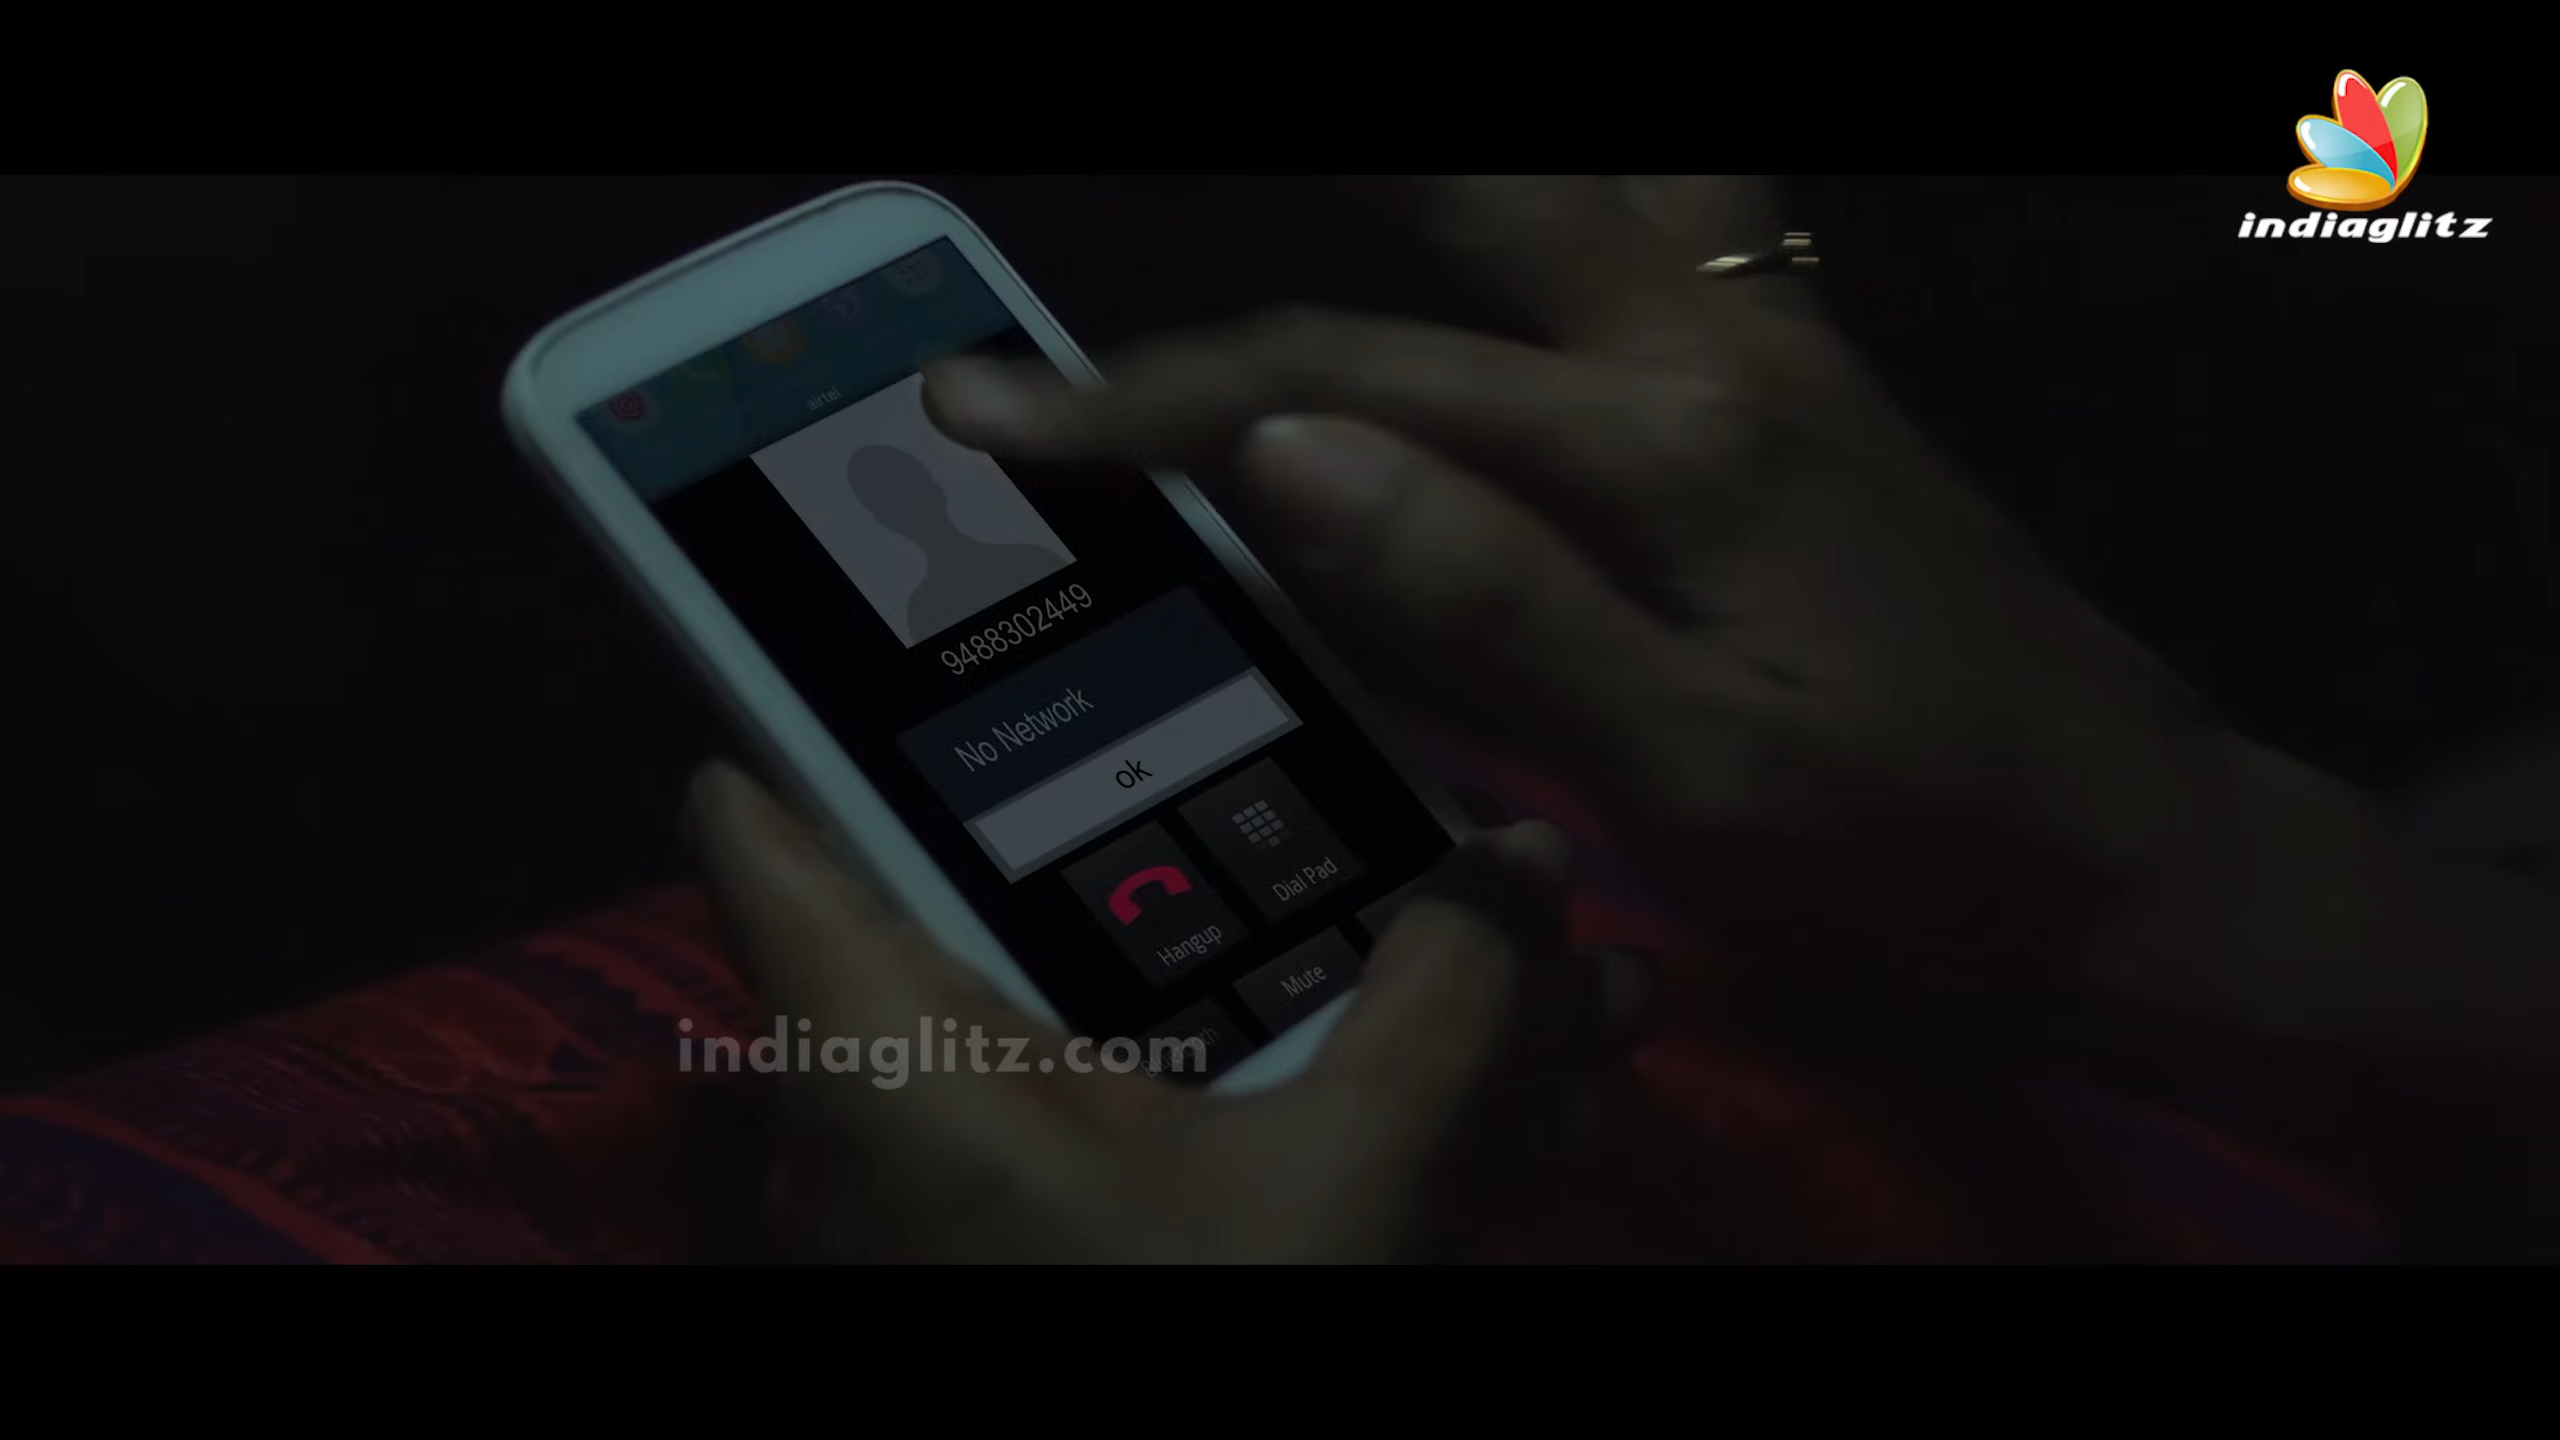 indiaglitz
airtel
9488302449
No Network
ok
Dial Pad
Hangup
Mute
indiaglitz.com